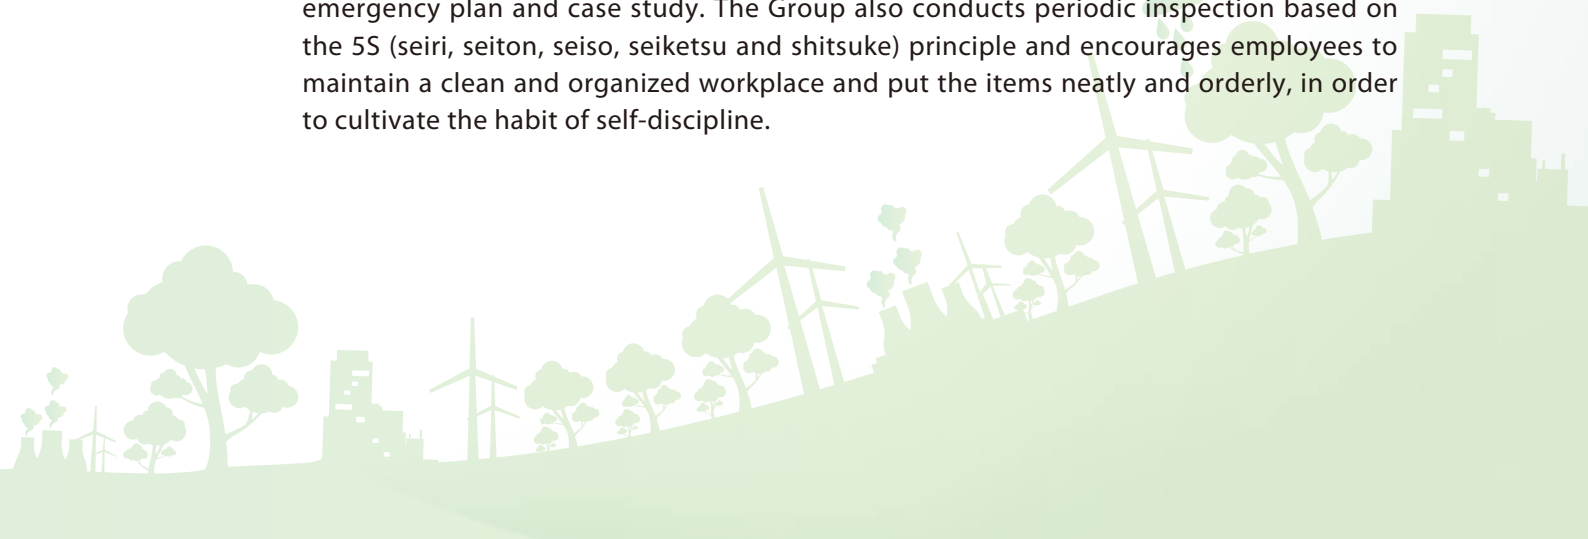 emergency plan and case study. The Group also conducts periodic inspection based on
the 5S (seiri, seiton, seiso, seiketsu and shitsuke) principle and encourages employees to
maintain a clean and organized workplace and put the items neatly and orderly, in order
to cultivate the habit of self-discipline.